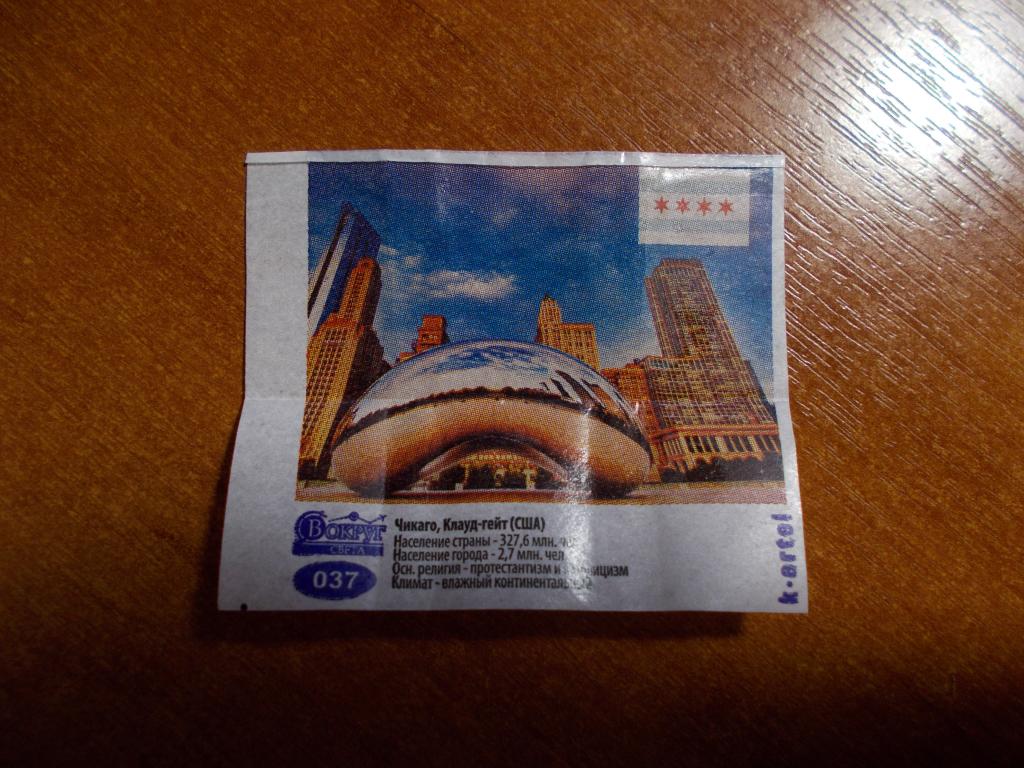 Вокруг
СВЕТА
037
Чикаго, Клауд-гейт (США)
Население страны - 327,6 млн.
Население города - 2,7 млн. чел
Осн. религия - протестантизм и
Климат - влажный
k·artel